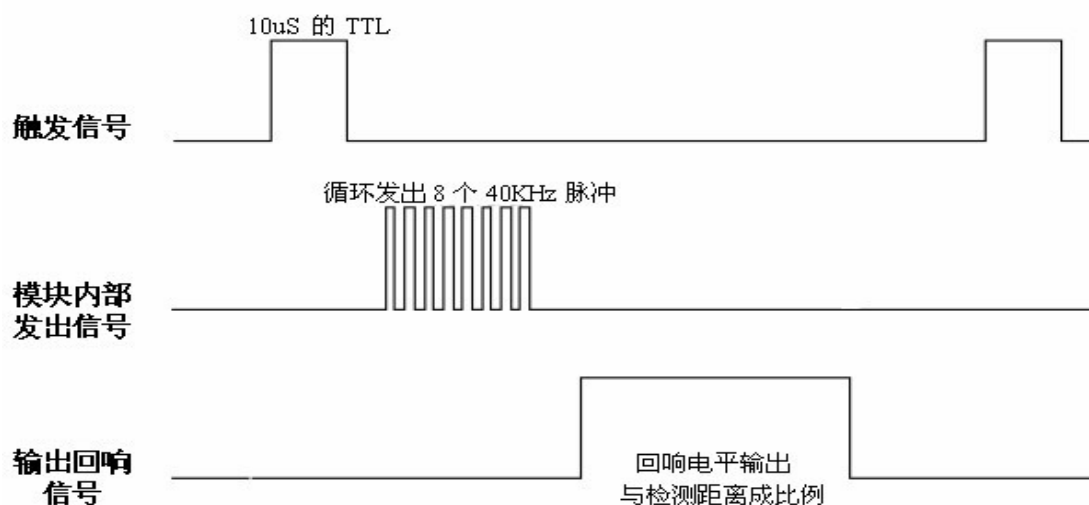 10uS 的 TTL
触发信号
循环发出 8 个 40KHz 脉冲
模块内部
发出信号
输出回响
信号
回响电平输出
与检测距离成比例